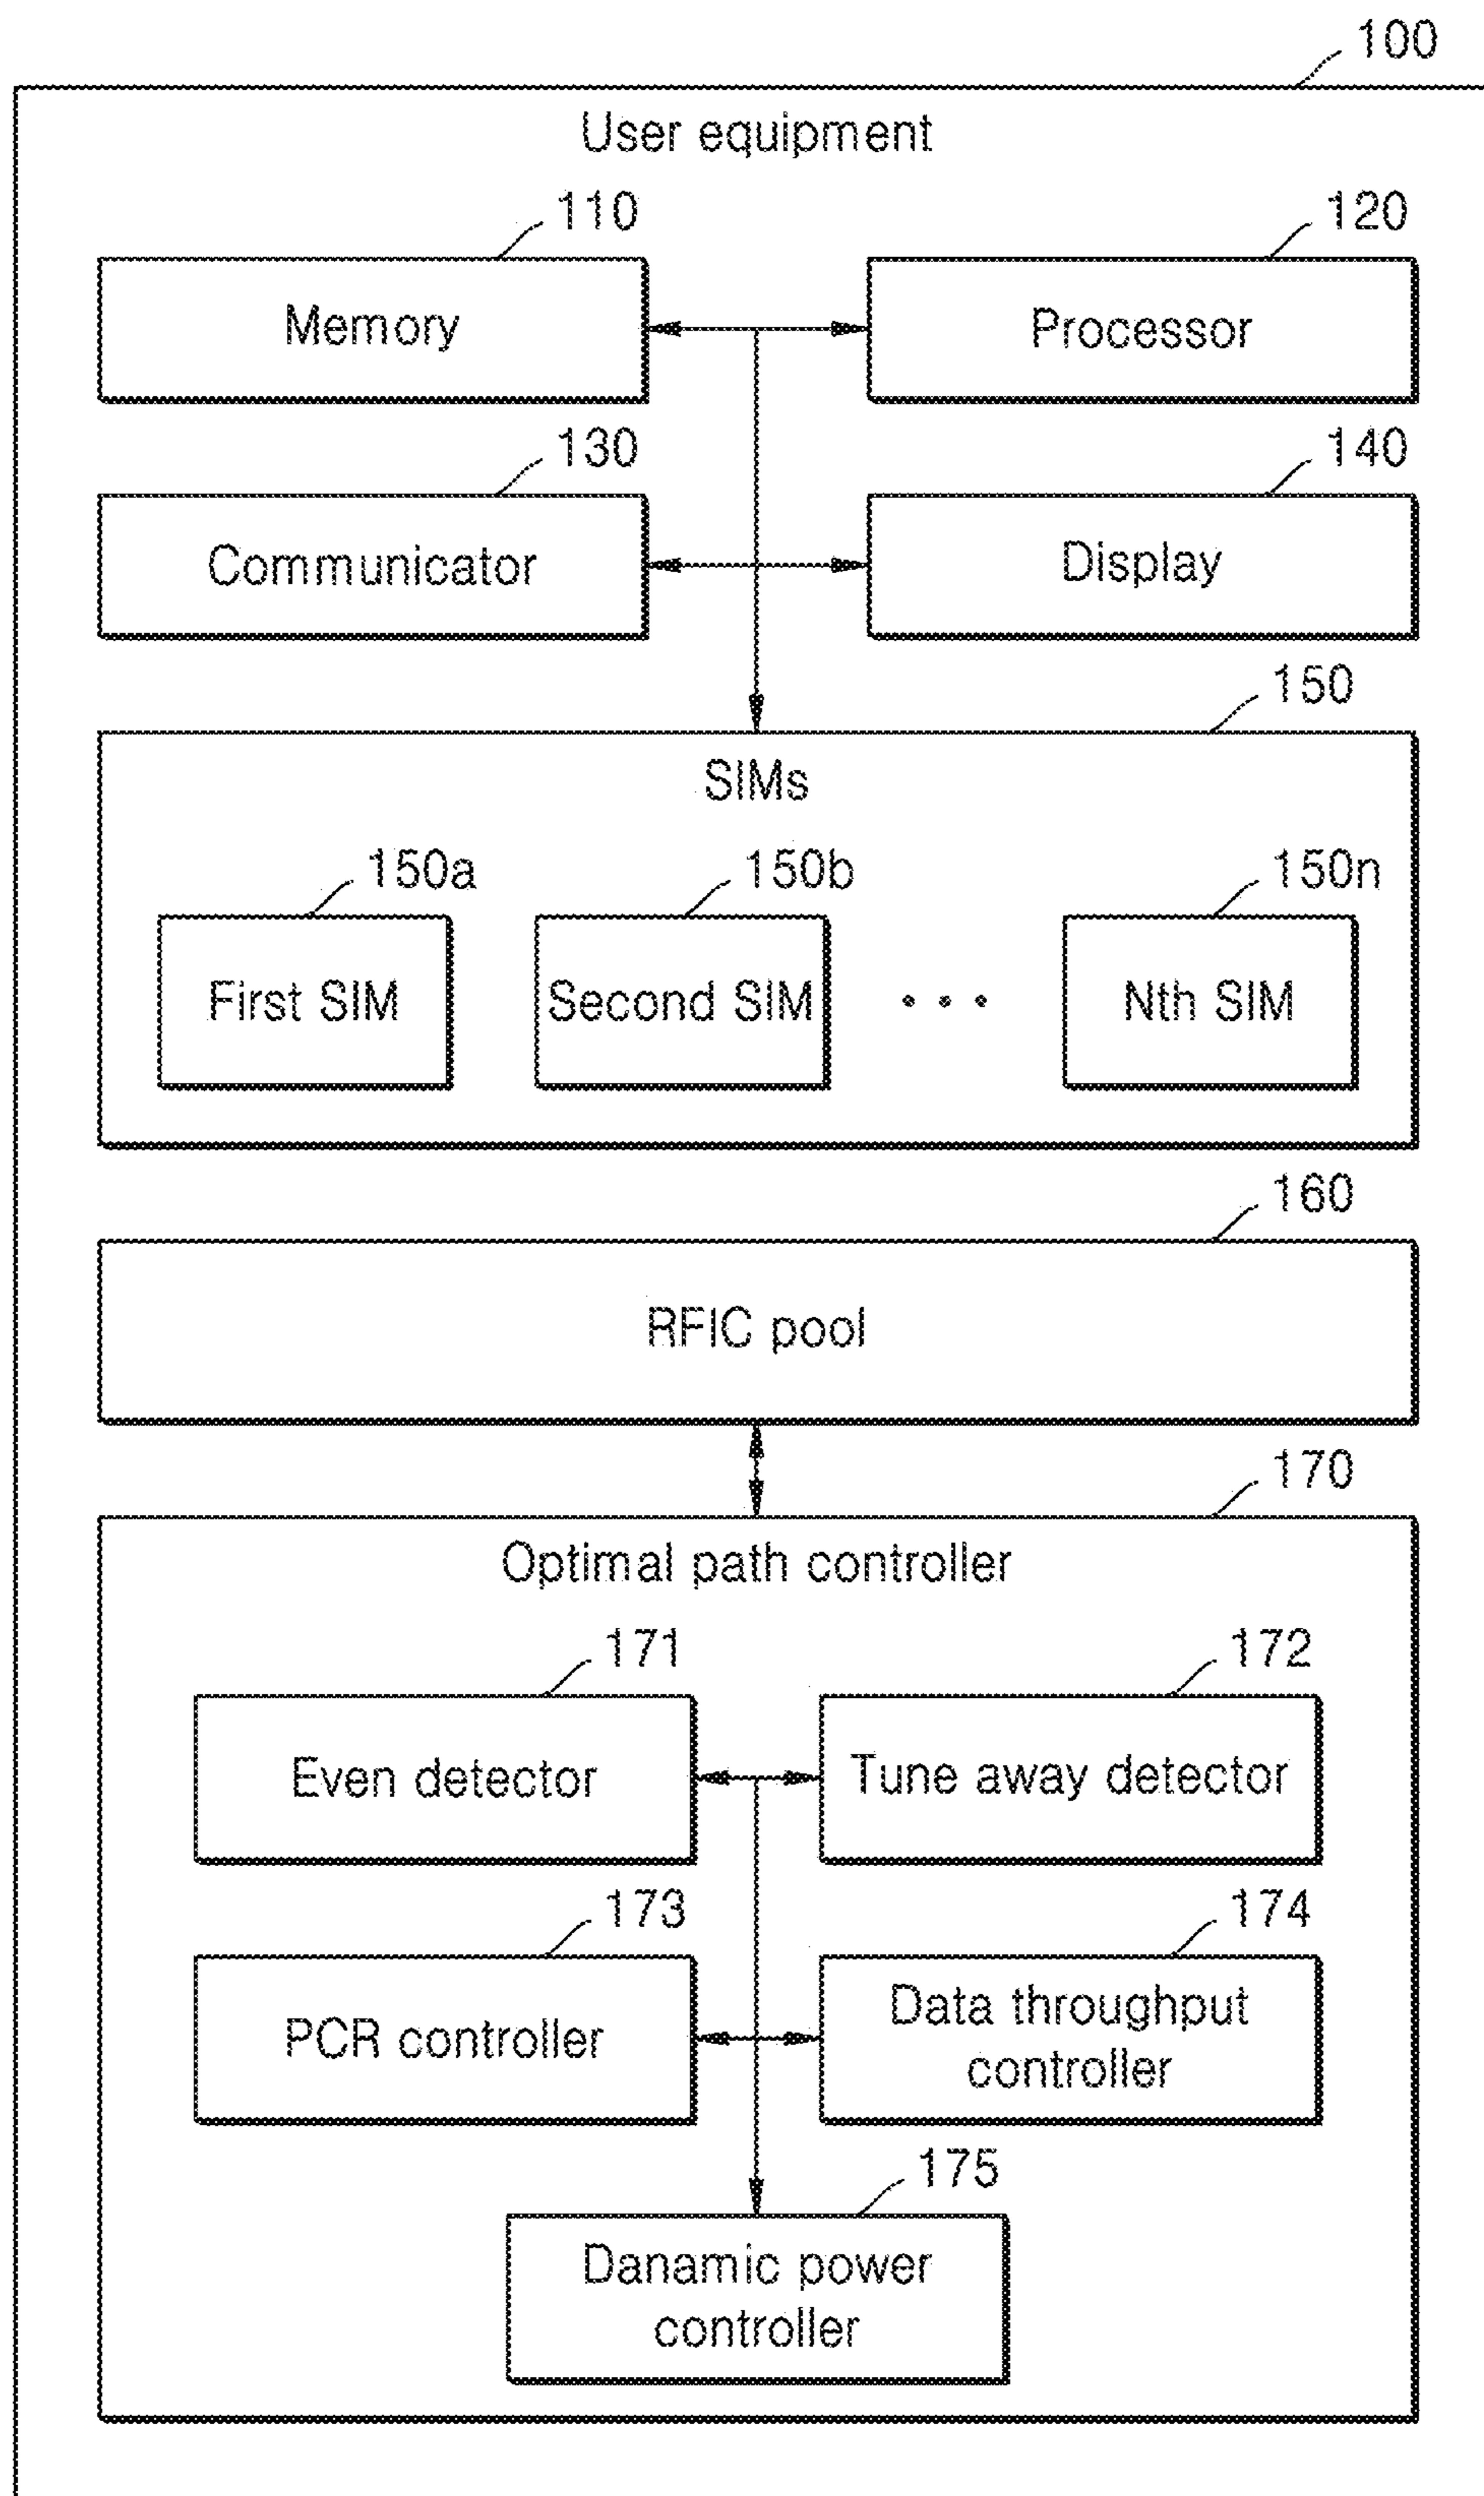 100
User equipment
110
120
Memory
Processor
130
140
Communicator
Display
150
SIMs
150a
150b
150n
First SIM
Second SIM
Nth SIM
160
RFIC pool
170
Optimal path controller
171
172
Even detector
Tune away detector
173
174
PCR controller
Data throughput
controller
175
Danamic power
controller